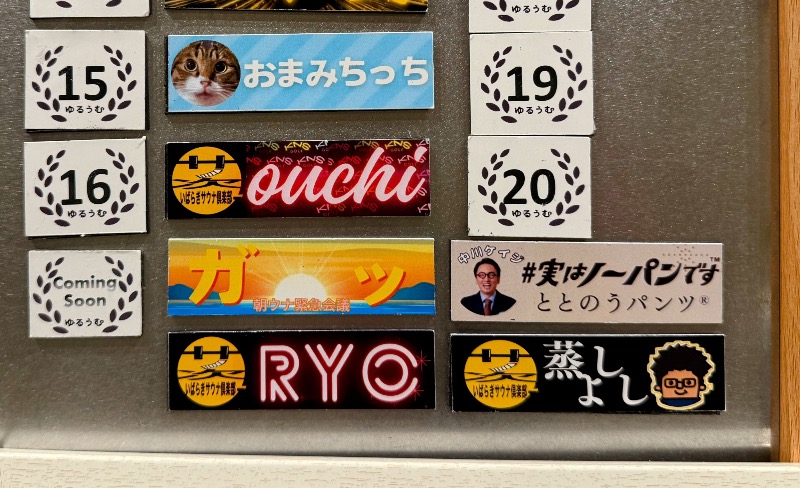 ゆるうむ
ゆるうむ
15
ゆるうむ
おまみちっち
19
ゆるうむ
16
ゆるうむ
いばらきサウナ倶楽部
KNS
ouchi
20
ゆるうむ
Coming
Soon
ゆるうむ
ガッ
朝ウナ緊急会議
中川ケイジ
#実はノーパンです™
ととのうパンツ®
いばらきサウナ倶楽部
RYO
いばらきサウナ倶楽部
蒸し
よし